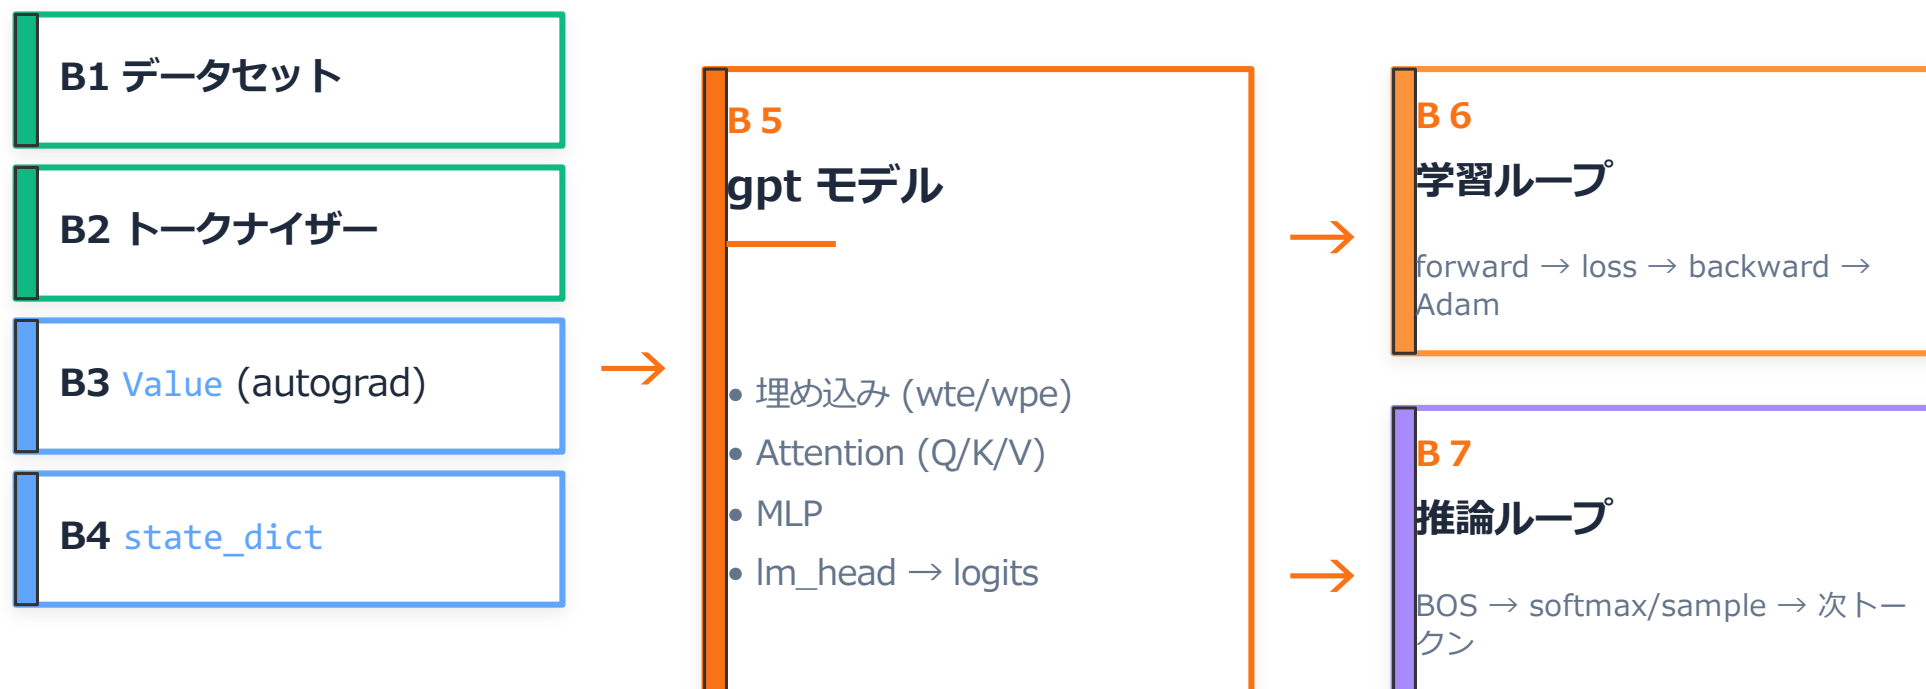 B1 データセット
B2 トークナイザー
B3 Value (autograd)
B4 state_dict
→
B 5
gpt モデル
• 埋め込み (wte/wpe)
• Attention (Q/K/V)
• MLP
• lm_head → logits
→
B 6
学習ループ
forward → loss → backward →
Adam
→
B 7
推論ループ
BOS → softmax/sample → 次トー
クン